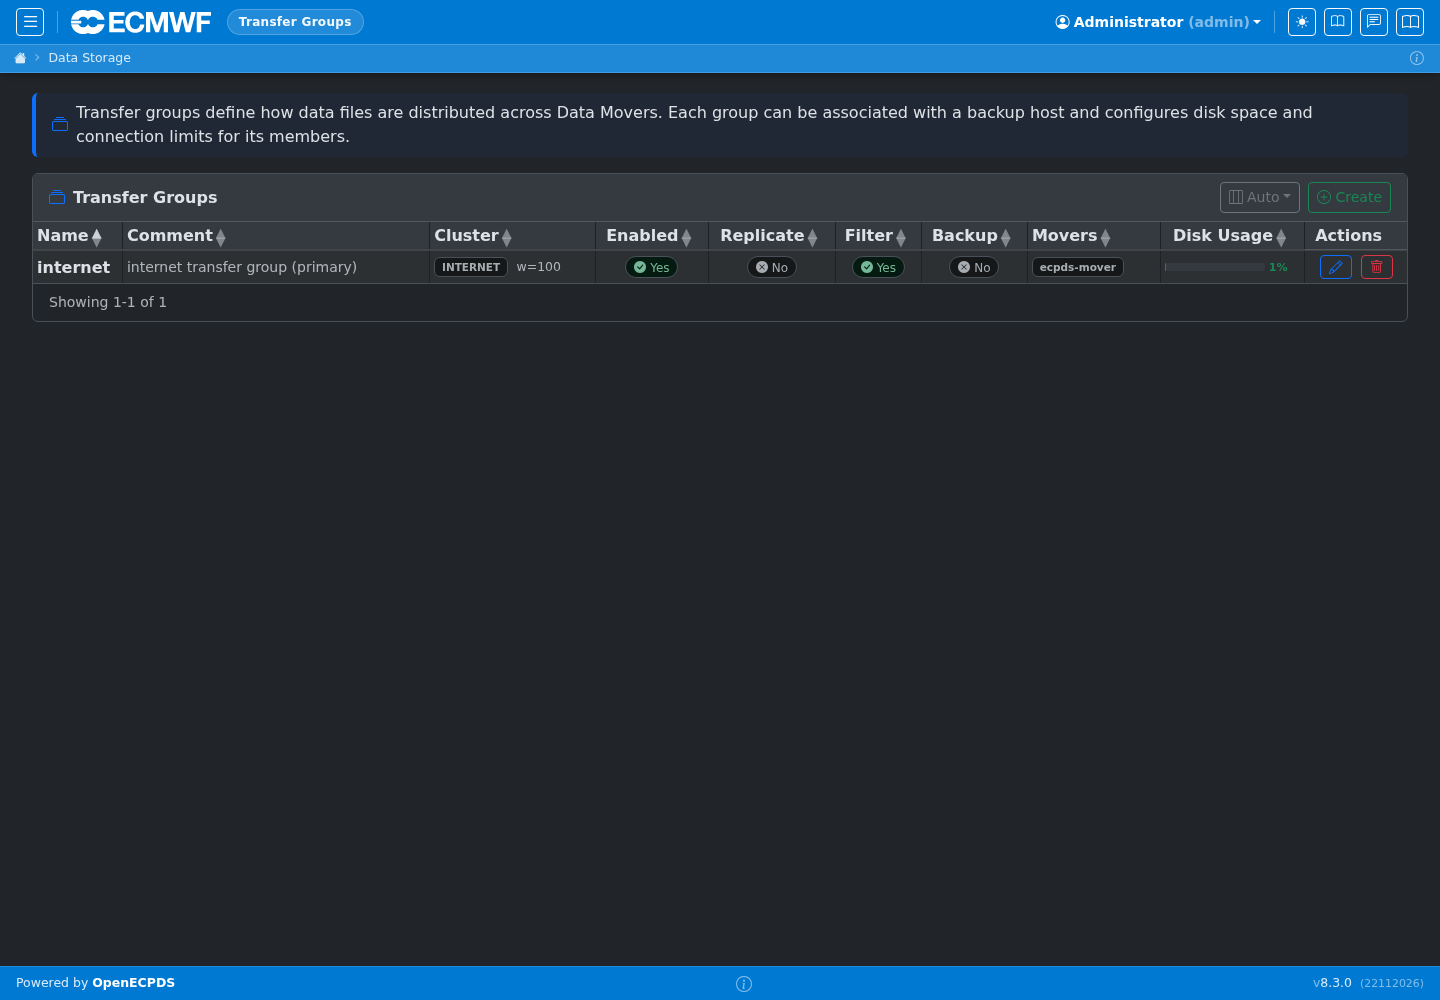 ECMWF Transfer Groups Administrator (admin)
Data Storage
Transfer groups define how data files are distributed across Data Movers. Each group can be associated with a backup host and configures disk space and
connection limits for its members.
Transfer Groups Auto Create
Name Comment Cluster Enabled Replicate Filter Backup Movers Disk Usage Actions
internet internet transfer group (primary) INTERNET w=100 Yes No Yes No ecpds-mover 1%
Showing 1-1 of 1
Powered by OpenECPDS v8.3.0 (22112026)